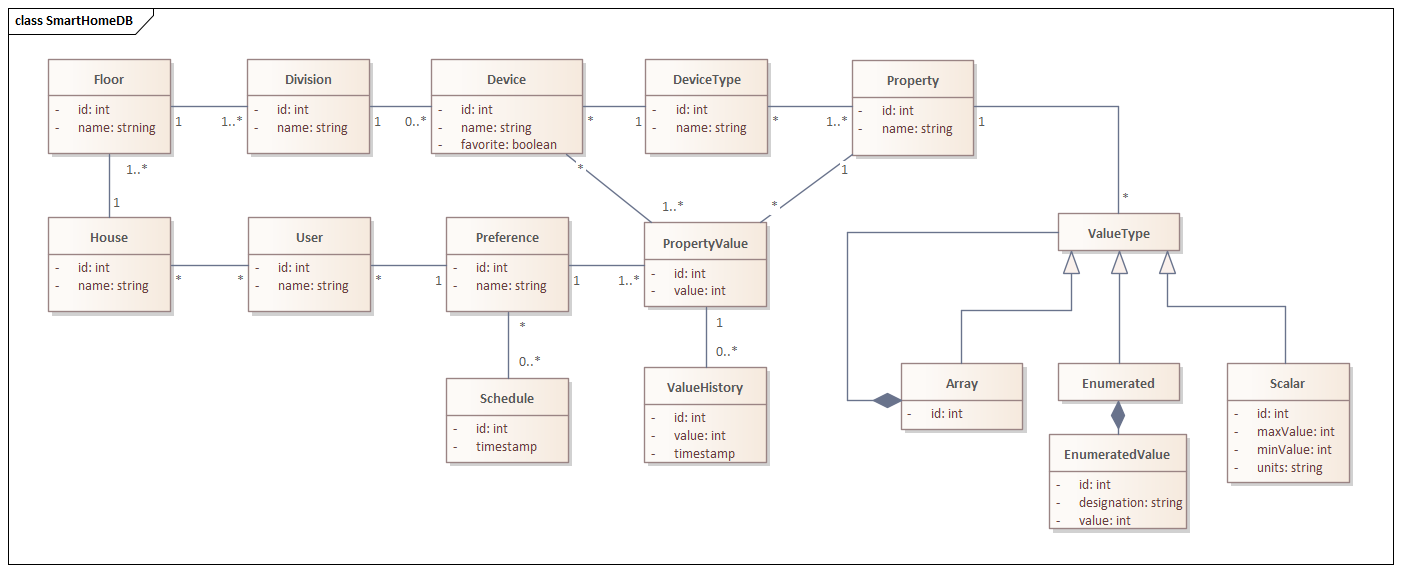 class SmartHomeDB
Floor
- id: int
- name: strning
Division
- id: int
- name: string
Device
- id: int
- name: string
- favorite: boolean
DeviceType
- id: int
- name: string
Property
- id: int
- name: string
1
1..*
1
0..*
*
1
*
1..*
1
1..*
1
*
1..*
1
*
*
House
- id: int
- name: string
User
- id: int
- name: string
Preference
- id: int
- name: string
PropertyValue
- id: int
- value: int
ValueType
*
*
*
1
1
1..*
*
0..*
1
0..*
Schedule
- id: int
- timestamp
ValueHistory
- id: int
- value: int
- timestamp
Array
- id: int
Enumerated
Scalar
- id: int
- maxValue: int
- minValue: int
- units: string
EnumeratedValue
- id: int
- designation: string
- value: int